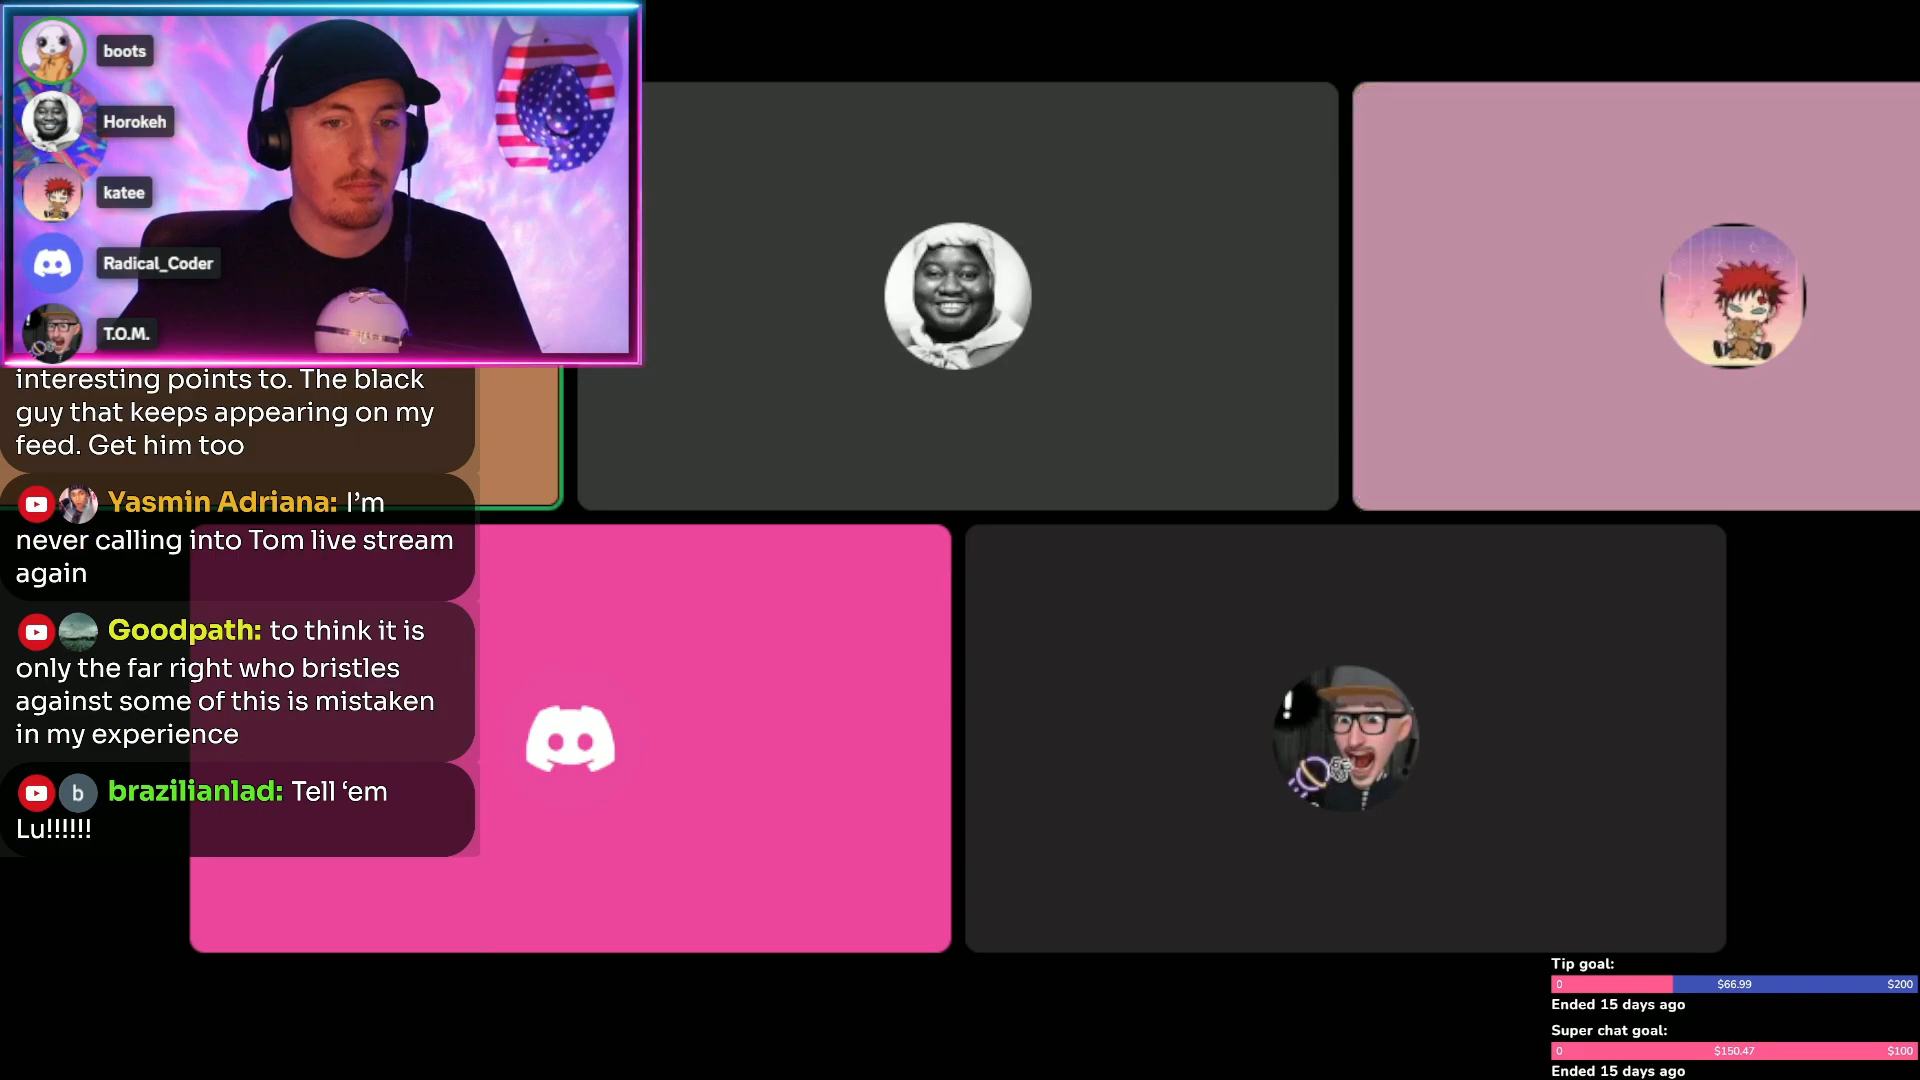 boots
Horokeh
katee
Radical_Coder
T.O.M.
interesting points to. The black
guy that keeps appearing on my
feed. Get him too
Yasmin Adriana: I’m
never calling into Tom live stream
again
Goodpath: to think it is
only the far right who bristles
against some of this is mistaken
in my experience
b brazilianlad: Tell ‘em
Lu!!!!!!
Tip goal:
0 $66.99 $200
Ended 15 days ago
Super chat goal:
0 $150.47 $100
Ended 15 days ago